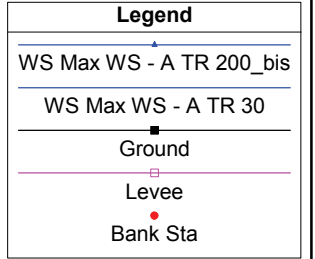 Legend
WS Max WS - A TR 200_bis
WS Max WS - A TR 30
Ground
Levee
Bank Sta